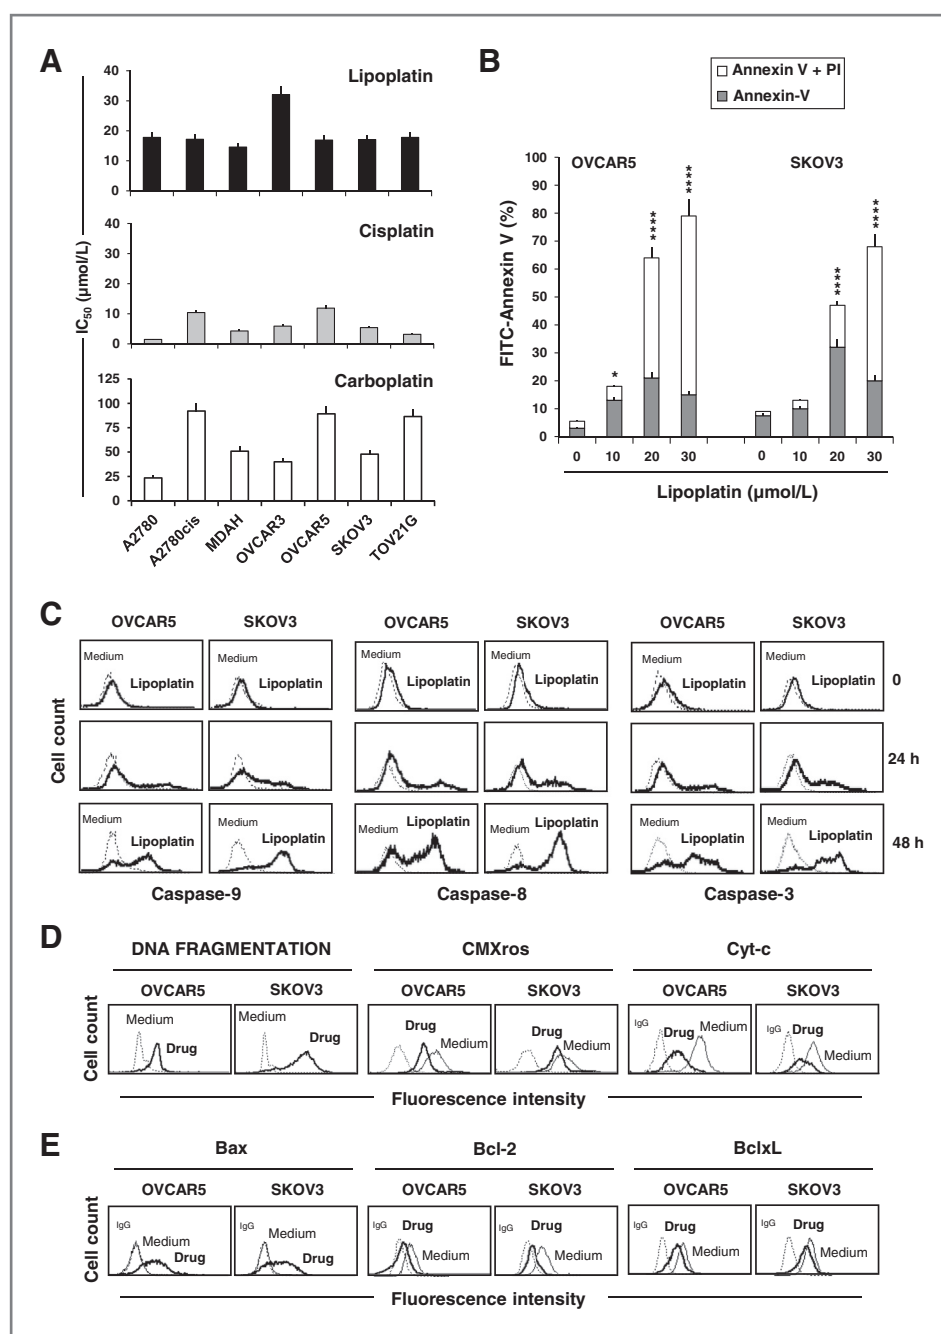 A
Lipoplatin
40
30
20
10
0
Cisplatin
40
30
20
10
0
Carboplatin
125
100
75
50
25
0
IC50 (µmol/L)
A2780
A2780cis
MDAH
OVCAR3
OVCAR5
SKOV3
TOV21G
B
Annexin V + PI
Annexin-V
OVCAR5
SKOV3
100
90
80
70
60
50
40
30
20
10
0
FITC-Annexin V (%)
*
****
****
****
****
0 10 20 30 0 10 20 30
Lipoplatin (µmol/L)
C
OVCAR5 SKOV3 OVCAR5 SKOV3 OVCAR5 SKOV3
Medium Medium Medium Medium Medium Medium
Lipoplatin Lipoplatin Lipoplatin Lipoplatin Lipoplatin Lipoplatin
0
24 h
Medium Medium Medium Medium Medium Medium
Lipoplatin Lipoplatin Lipoplatin Lipoplatin Lipoplatin Lipoplatin
48 h
Cell count
Caspase-9 Caspase-8 Caspase-3
D
DNA FRAGMENTATION CMXros Cyt-c
OVCAR5 SKOV3 OVCAR5 SKOV3 OVCAR5 SKOV3
Cell count
Medium Drug
Medium Drug
Drug Medium
Drug Medium
IgG Drug Medium
IgG Drug Medium
Fluorescence intensity
E
Bax Bcl-2 BclxL
OVCAR5 SKOV3 OVCAR5 SKOV3 OVCAR5 SKOV3
Cell count
IgG Medium Drug
IgG Medium Drug
IgG Drug Medium
IgG Drug Medium
IgG Drug Medium
IgG Drug Medium
Fluorescence intensity